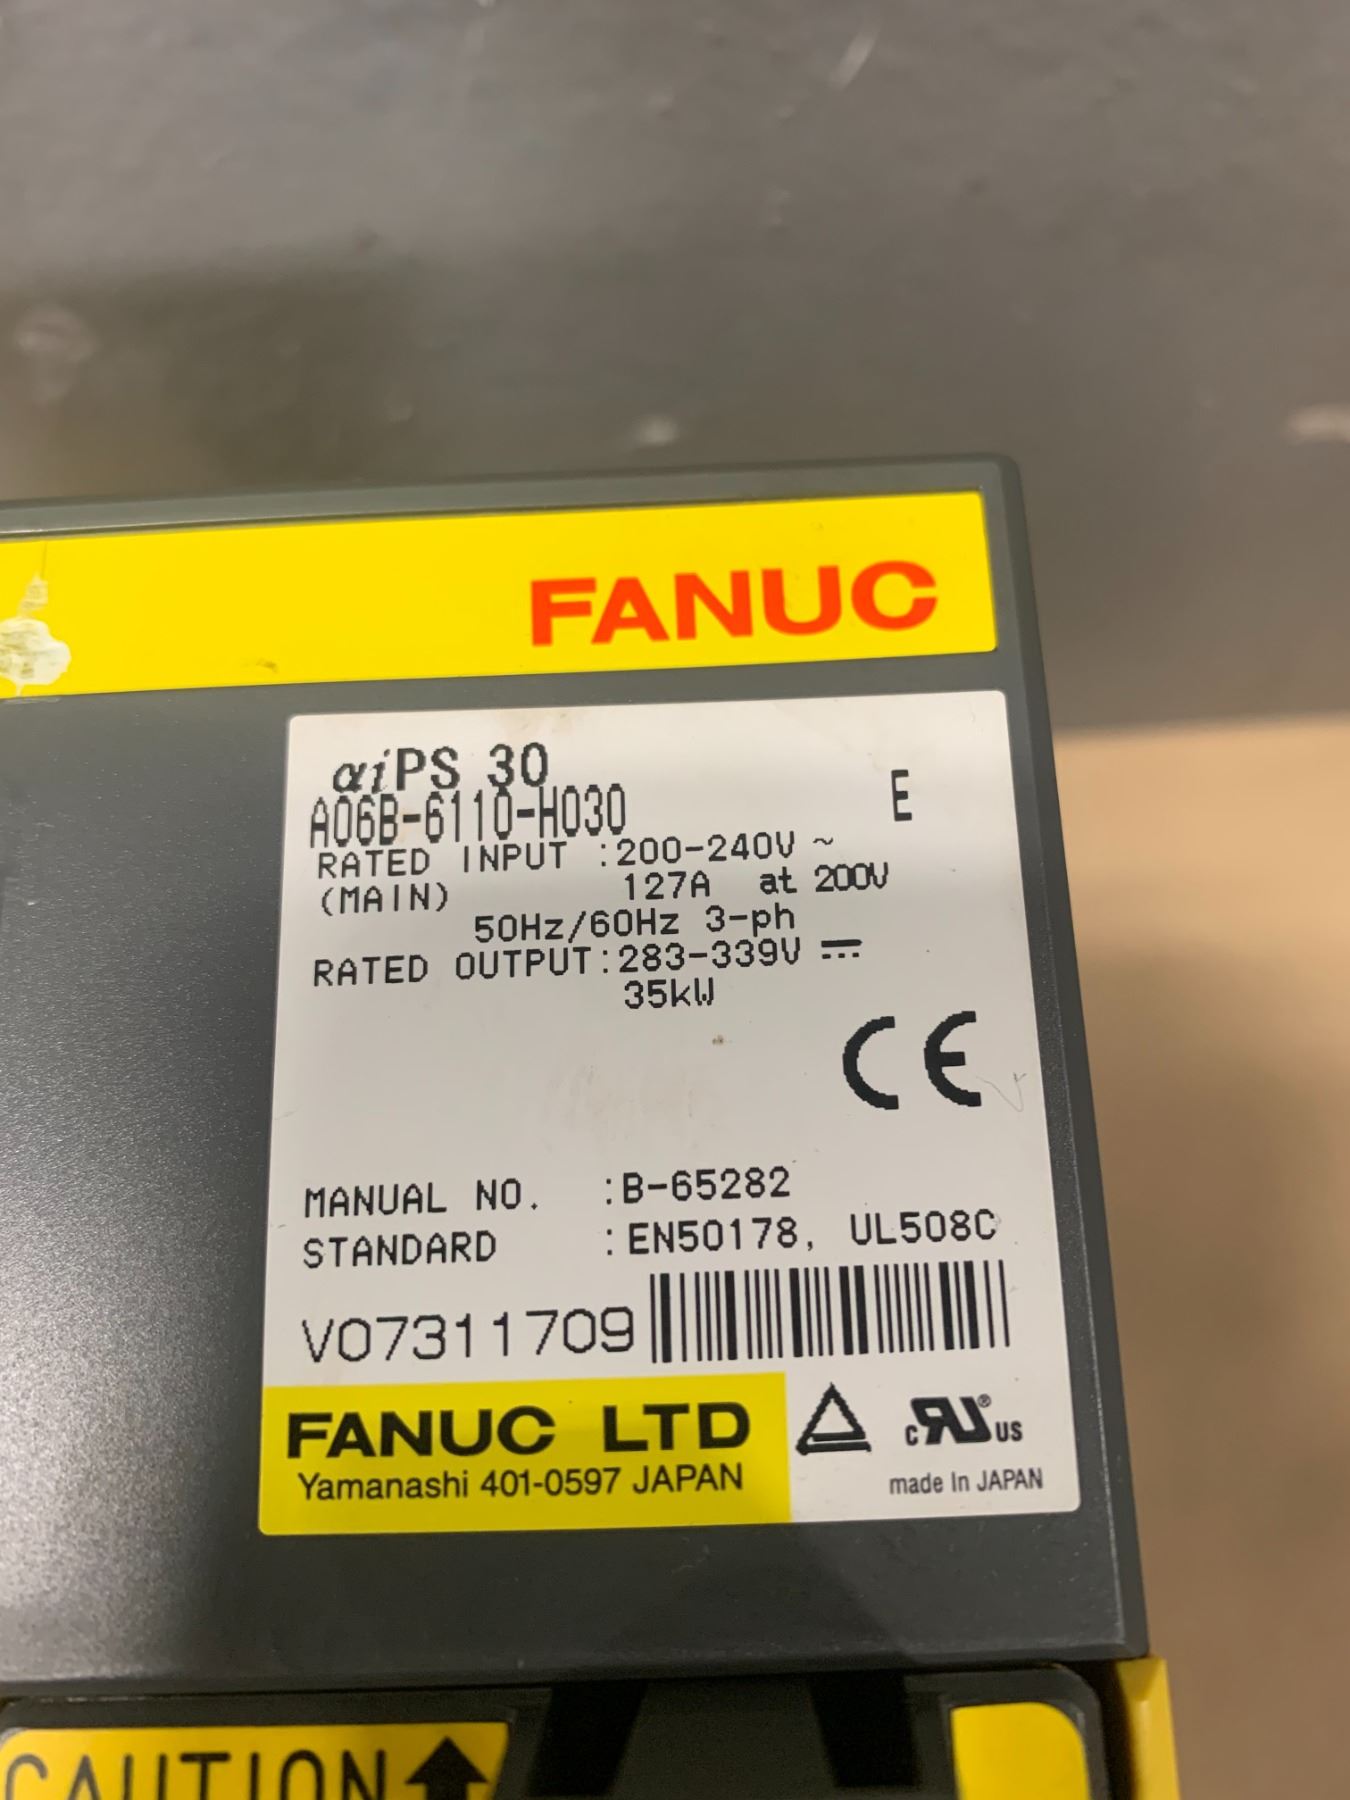 FANUC
αiPS 30
A06B-6110-H030 E
RATED INPUT :200-240V ~
(MAIN) 127A at 200V
50Hz/60Hz 3-ph
RATED OUTPUT:283-339V ⎓
35kW
CE
MANUAL NO. :B-65282
STANDARD :EN50178, UL508C
V07311709
FANUC LTD
Yamanashi 401-0597 JAPAN
c RU ® US
made In JAPAN
CAUTION